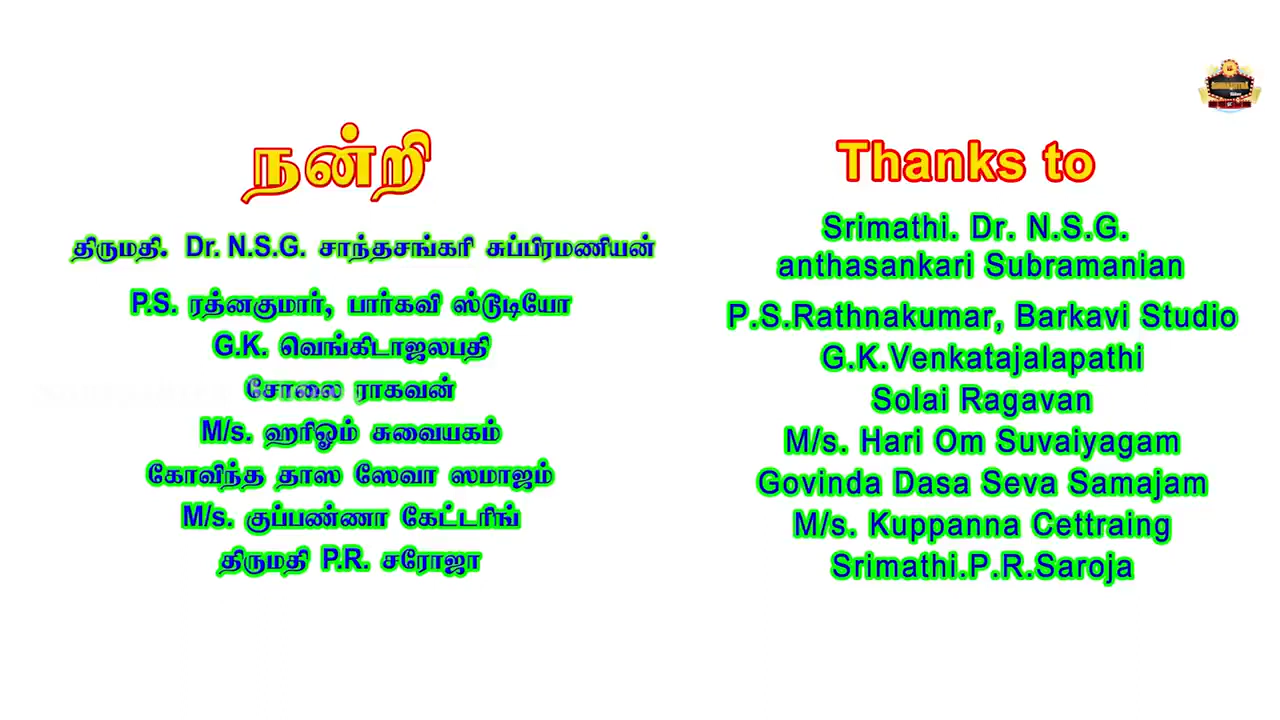 நன்றி
திருமதி. Dr. N.S.G. சாந்தசங்கரி சுப்பிரமணியன்
P.S. ரத்னகுமார், பார்கவி ஸ்டூடியோ
G.K. வெங்கிடாஜலபதி
சோலை ராகவன்
M/s. ஹரிஓம் சுவையகம்
கோவிந்த தாஸ ஸேவா ஸமாஜம்
M/s. குப்பண்ணா கேட்டரிங்
திருமதி P.R. சரோஜா
Thanks to
Srimathi. Dr. N.S.G.
anthasankari Subramanian
P.S.Rathnakumar, Barkavi Studio
G.K.Venkatajalapathi
Solai Ragavan
M/s. Hari Om Suvaiyagam
Govinda Dasa Seva Samajam
M/s. Kuppanna Cettraing
Srimathi.P.R.Saroja